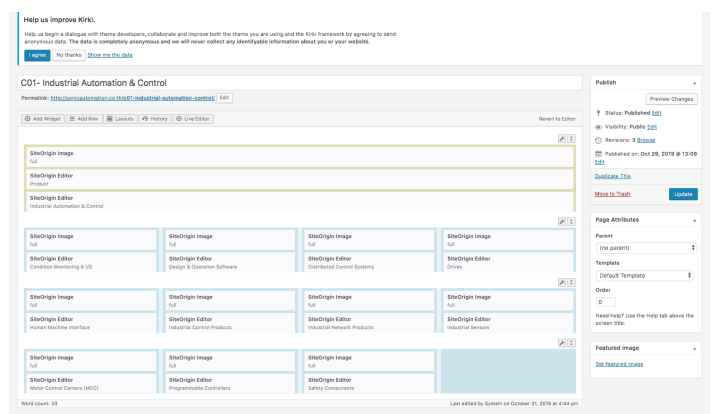 Help us improve Kirki.
Help us begin a dialogue with theme developers, collaborate and improve both the theme you are using and the Kirki framework by agreeing to send
anonymous data. The data is completely anonymous and we will never collect any identifyable information about you or your website.
I agree No thanks Show me the data
C01- Industrial Automation & Control
Permalink: http://sonicautomation.co.th/c01-industrial-automation-control/ Edit
Add Widget Add Row Layouts History Live Editor Revert to Editor
SiteOrigin Image
full
SiteOrigin Editor
Product
SiteOrigin Editor
Industrial Automation & Control
SiteOrigin Image SiteOrigin Image SiteOrigin Image SiteOrigin Image
full full full full
SiteOrigin Editor SiteOrigin Editor SiteOrigin Editor SiteOrigin Editor
Condition Monitoring & I/O Design & Operation Software Distributed Control Systems Drives
SiteOrigin Image SiteOrigin Image SiteOrigin Image SiteOrigin Image
full full full full
SiteOrigin Editor SiteOrigin Editor SiteOrigin Editor SiteOrigin Editor
Human Machine Interface Industrial Control Products Industrial Network Products Industrial Sensors
SiteOrigin Image SiteOrigin Image SiteOrigin Image
full full full
SiteOrigin Editor SiteOrigin Editor SiteOrigin Editor
Motor Control Centers (MCC) Programmable Controllers Safety Components
Word count: 33 Last edited by System on October 31, 2019 at 4:44 pm
Publish
Preview Changes
Status: Published Edit
Visibility: Public Edit
Revisions: 3 Browse
Published on: Oct 29, 2019 @ 13:09
Edit
Duplicate This
Move to Trash Update
Page Attributes
Parent
(no parent)
Template
Default Template
Order
0
Need help? Use the Help tab above the
screen title.
Featured Image
Set featured image